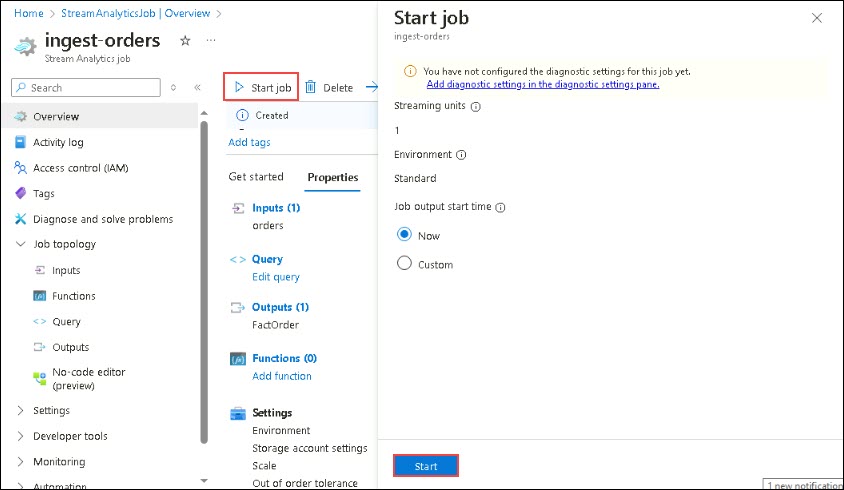 Home > StreamAnalyticsJob | Overview >
ingest-orders
Stream Analytics job
Search
Overview
Activity log
Access control (IAM)
Tags
Diagnose and solve problems
Job topology
Inputs
Functions
Query
Outputs
No-code editor
(preview)
Settings
Developer tools
Monitoring
Automation
Start job
Delete
Created
Add tags
Get started
Properties
Inputs (1)
orders
Query
Edit query
Outputs (1)
FactOrder
Functions (0)
Add function
Settings
Environment
Storage account settings
Scale
Out of order tolerance
Start job
ingest-orders
You have not configured the diagnostic settings for this job yet.
Add diagnostic settings in the diagnostic settings pane.
Streaming units
1
Environment
Standard
Job output start time
Now
Custom
Start
1 new notification